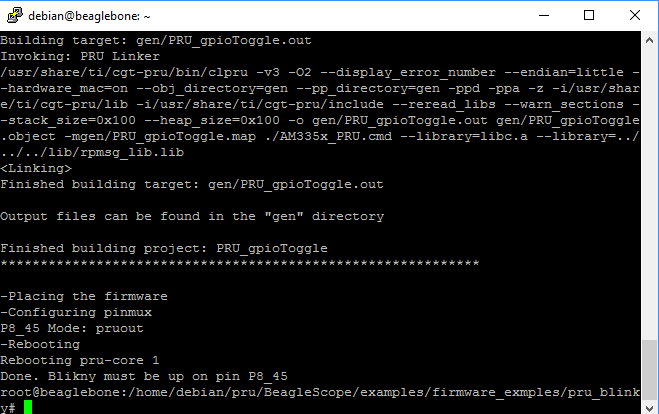 debian@beaglebone: ~
Building target: gen/PRU_gpioToggle.out
Invoking: PRU Linker
/usr/share/ti/cgt-pru/bin/clpru -v3 -O2 --display_error_number --endian=little -
-hardware_mac=on --obj_directory=gen --pp_directory=gen -ppd -ppa -z -i/usr/shar
e/ti/cgt-pru/lib -i/usr/share/ti/cgt-pru/include --reread_libs --warn_sections -
-stack_size=0x100 --heap_size=0x100 -o gen/PRU_gpioToggle.out gen/PRU_gpioToggle
.object -mgen/PRU_gpioToggle.map ./AM335x_PRU.cmd --library=libc.a --library=../
../../lib/rpmsg_lib.lib
<Linking>
Finished building target: gen/PRU_gpioToggle.out
Output files can be found in the "gen" directory
Finished building project: PRU_gpioToggle
************************************************************
-Placing the firmware
-Configuring pinmux
P8_45 Mode: pruout
-Rebooting
Rebooting pru-core 1
Done. Blikny must be up on pin P8_45
root@beaglebone:/home/debian/pru/BeagleScope/examples/firmware_exmples/pru_blink
y#